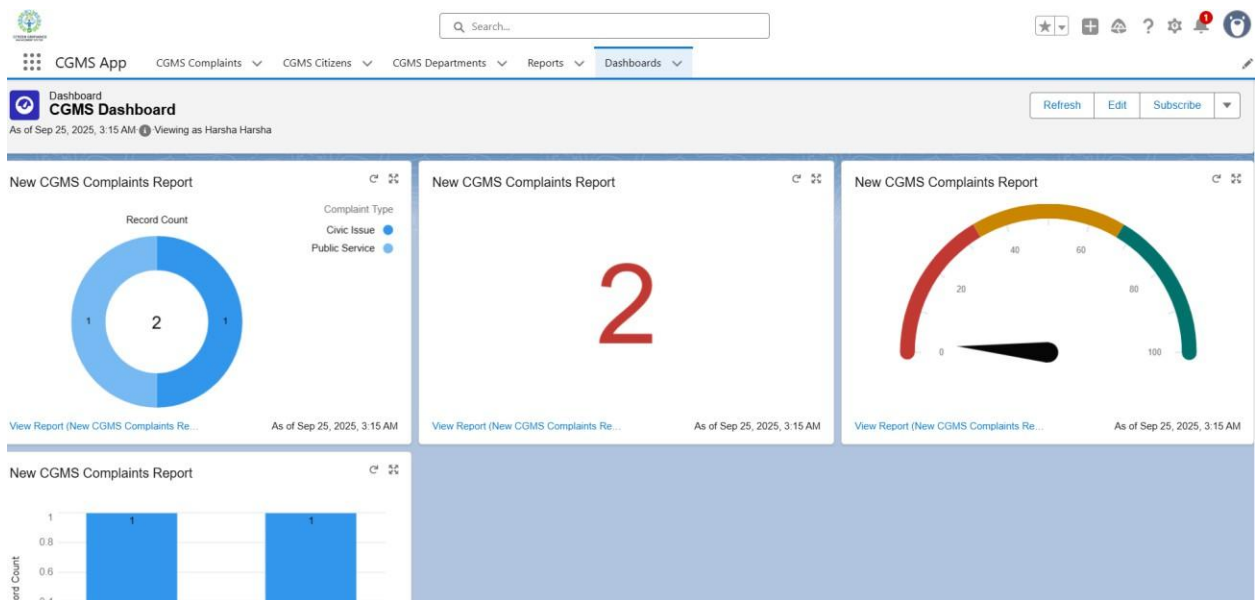 Search...
1
CGMS App
CGMS Complaints
CGMS Citizens
CGMS Departments
Reports
Dashboards
Dashboard
CGMS Dashboard
As of Sep 25, 2025, 3:15 AM Viewing as Harsha Harsha
Refresh
Edit
Subscribe
New CGMS Complaints Report
Record Count
Complaint Type
Civic Issue
Public Service
1
2
1
View Report (New CGMS Complaints Re...
As of Sep 25, 2025, 3:15 AM
New CGMS Complaints Report
2
View Report (New CGMS Complaints Re...
As of Sep 25, 2025, 3:15 AM
New CGMS Complaints Report
0
20
40
60
80
100
View Report (New CGMS Complaints Re...
As of Sep 25, 2025, 3:15 AM
New CGMS Complaints Report
1
0.8
0.6
1
1